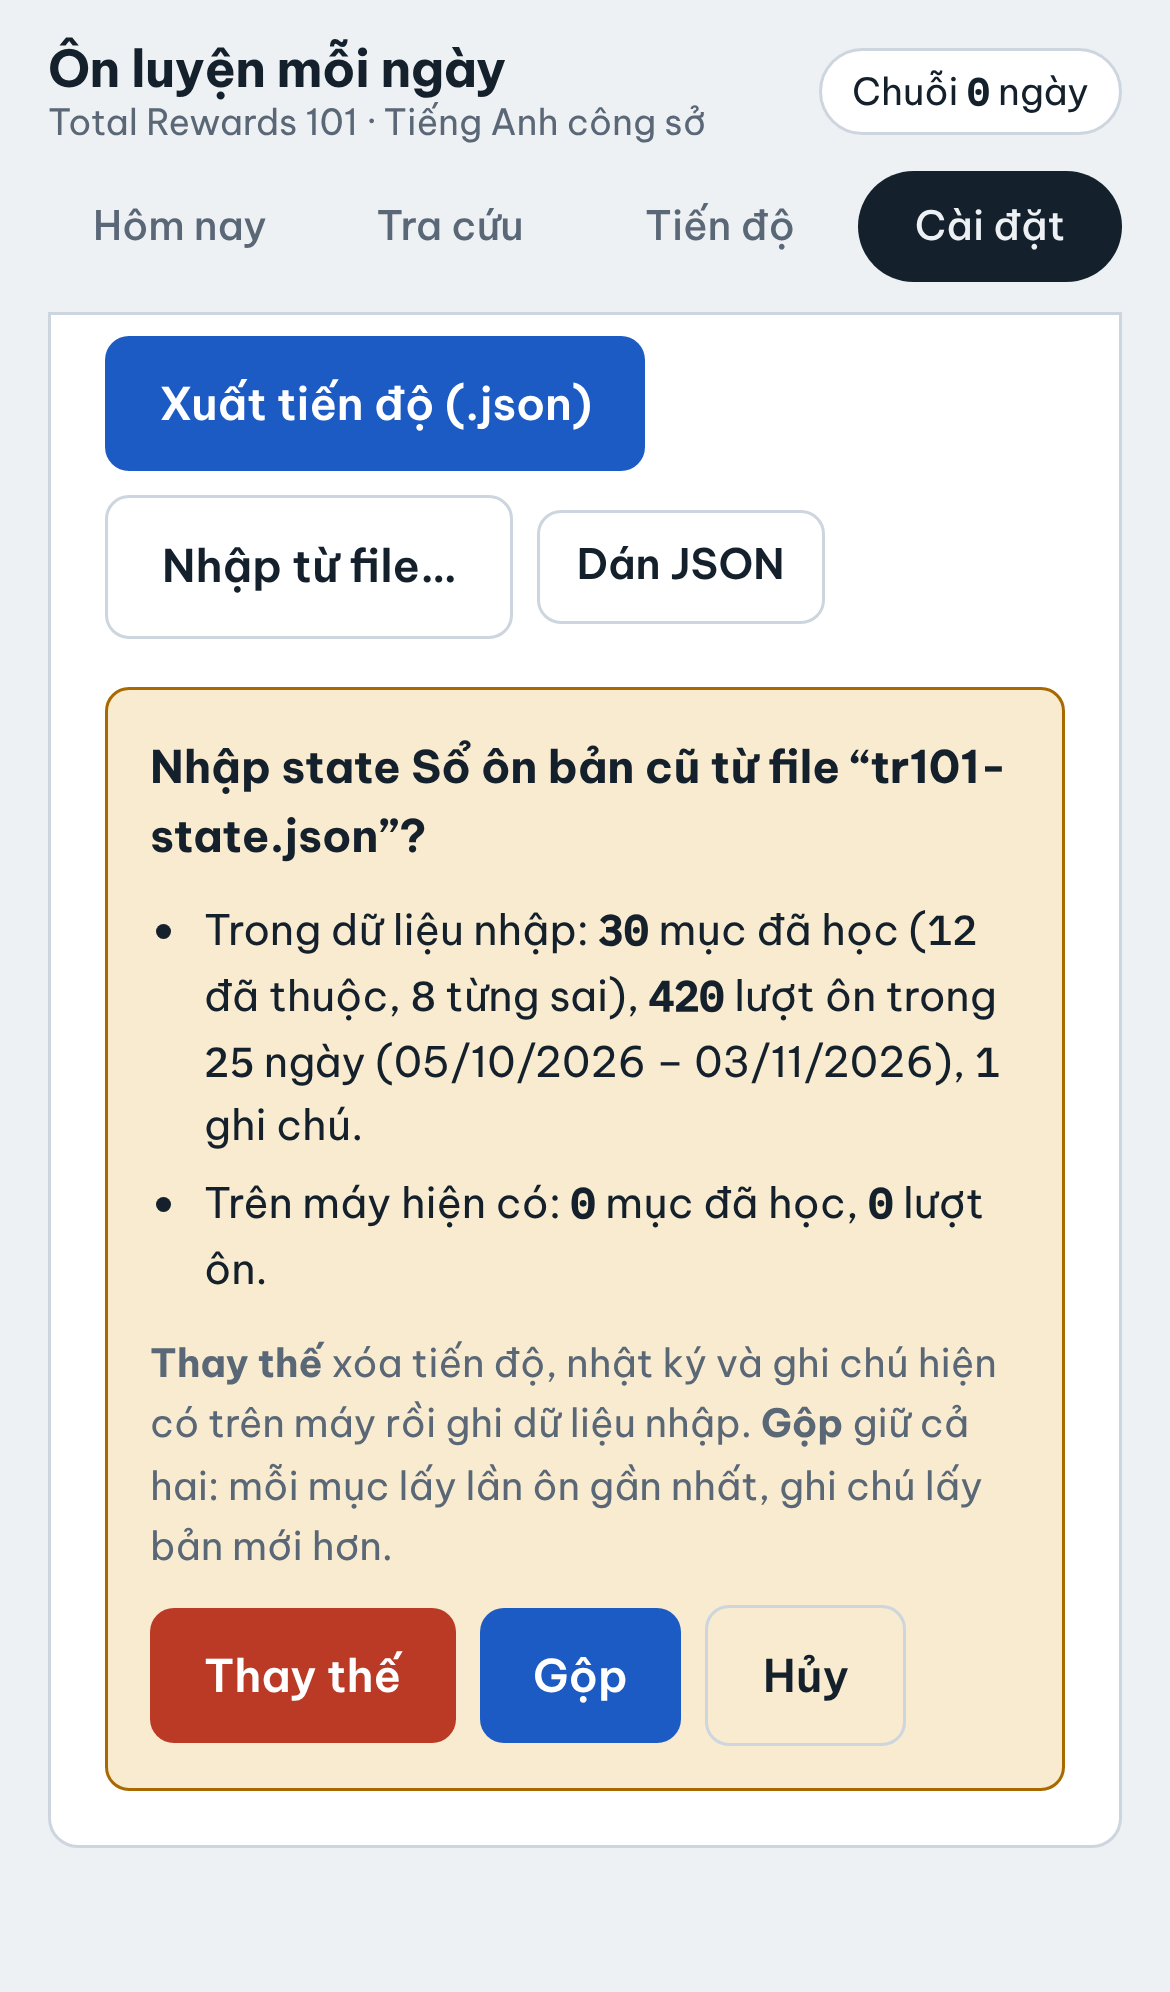 Ôn luyện mỗi ngày
Total Rewards 101 · Tiếng Anh công sở
Chuỗi 0 ngày
Hôm nay
Tra cứu
Tiến độ
Cài đặt
Xuất tiến độ (.json)
Nhập từ file…
Dán JSON
Nhập state Sổ ôn bản cũ từ file “tr101-
state.json”?
• Trong dữ liệu nhập: 30 mục đã học (12
đã thuộc, 8 từng sai), 420 lượt ôn trong
25 ngày (05/10/2026 – 03/11/2026), 1
ghi chú.
• Trên máy hiện có: 0 mục đã học, 0 lượt
ôn.
Thay thế xóa tiến độ, nhật ký và ghi chú hiện
có trên máy rồi ghi dữ liệu nhập. Gộp giữ cả
hai: mỗi mục lấy lần ôn gần nhất, ghi chú lấy
bản mới hơn.
Thay thế
Gộp
Hủy